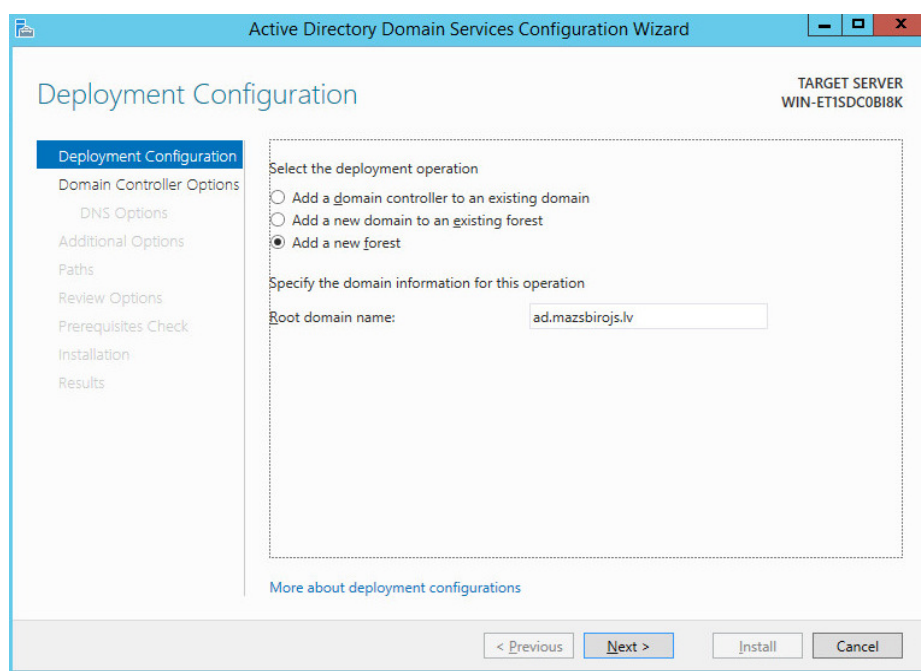 Active Directory Domain Services Configuration Wizard
Deployment Configuration
TARGET SERVER
WIN-ET1SDC0BI8K
Deployment Configuration
Domain Controller Options
DNS Options
Additional Options
Paths
Review Options
Prerequisites Check
Installation
Results
Select the deployment operation
Add a domain controller to an existing domain
Add a new domain to an existing forest
Add a new forest
Specify the domain information for this operation
Root domain name: ad.mazsbirojs.lv
More about deployment configurations
< Previous Next > Install Cancel